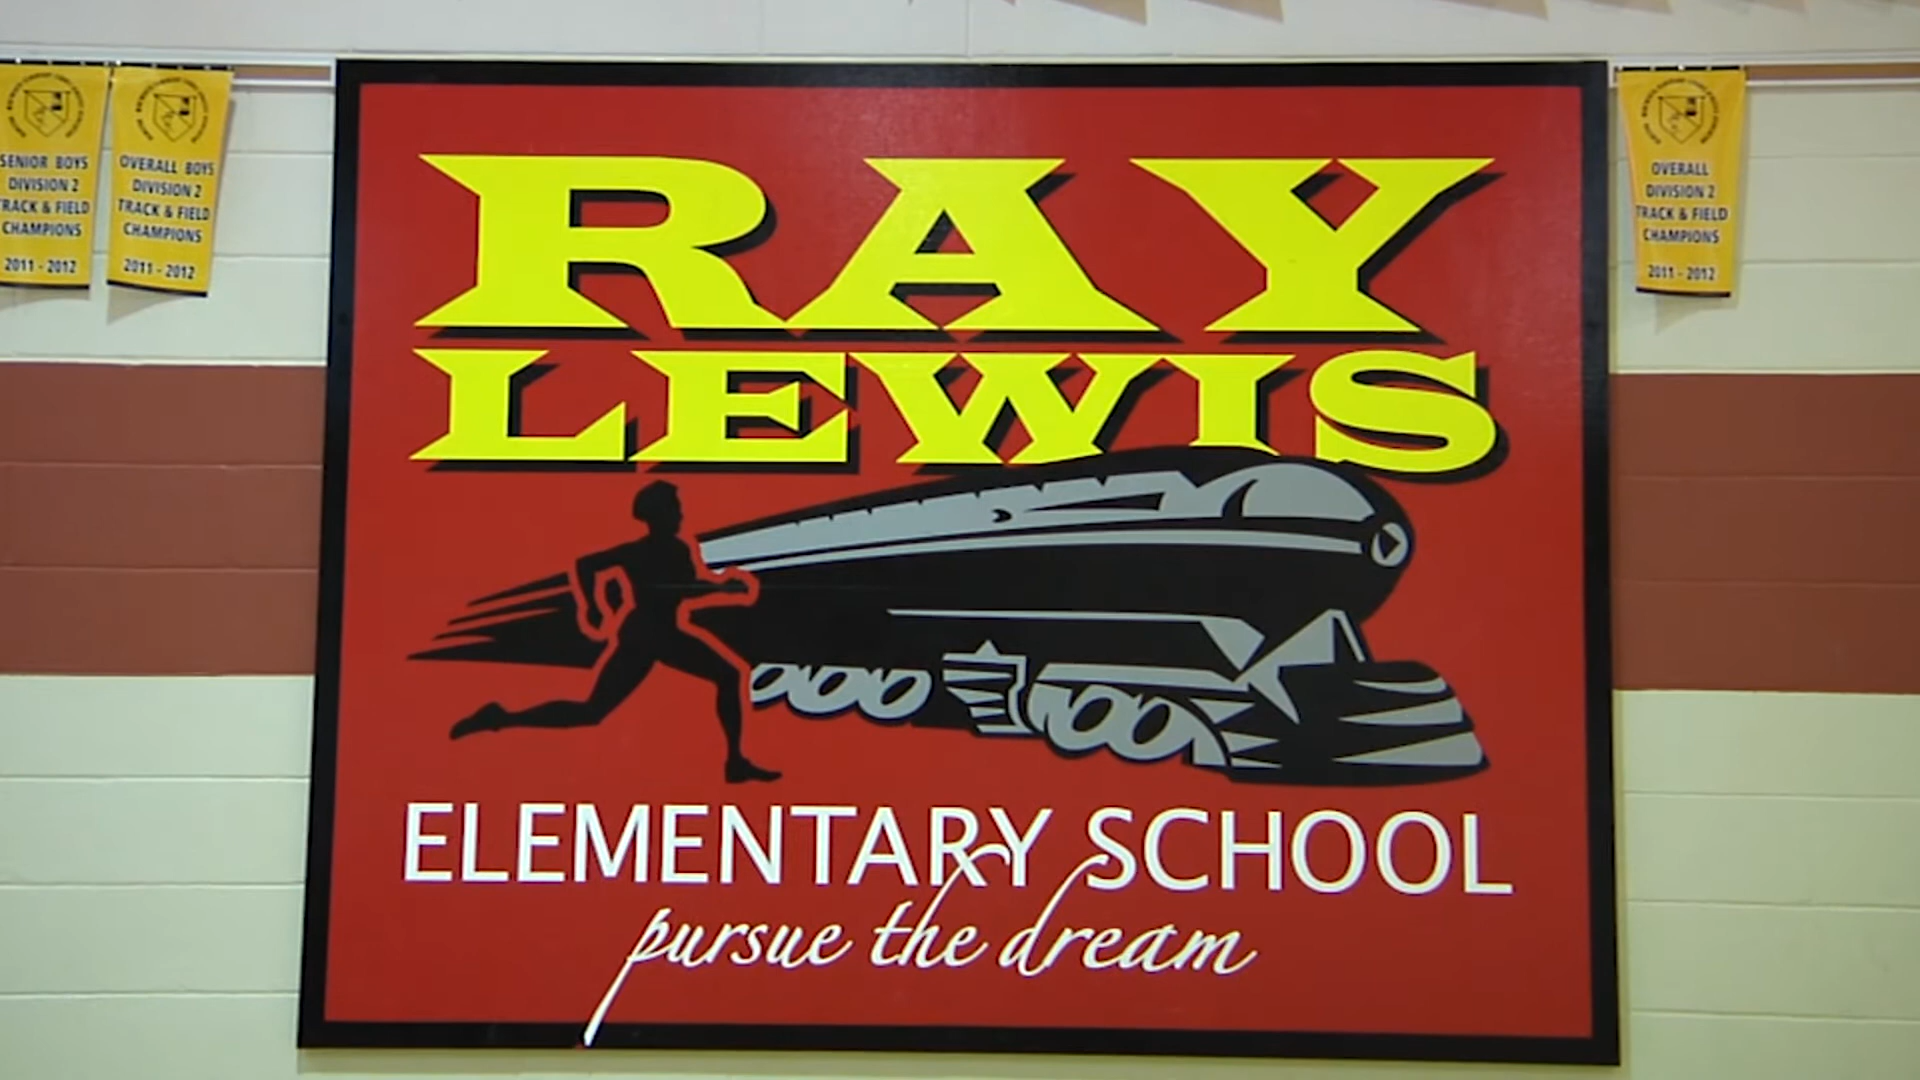 RAY
LEWIS
ELEMENTARY SCHOOL
pursue the dream
SENIOR BOYS
DIVISION 2
TRACK & FIELD
CHAMPIONS
2011 - 2012
OVERALL BOYS
DIVISION 2
TRACK & FIELD
CHAMPIONS
2011 - 2012
OVERALL
DIVISION 2
TRACK & FIELD
CHAMPIONS
2011 - 2012